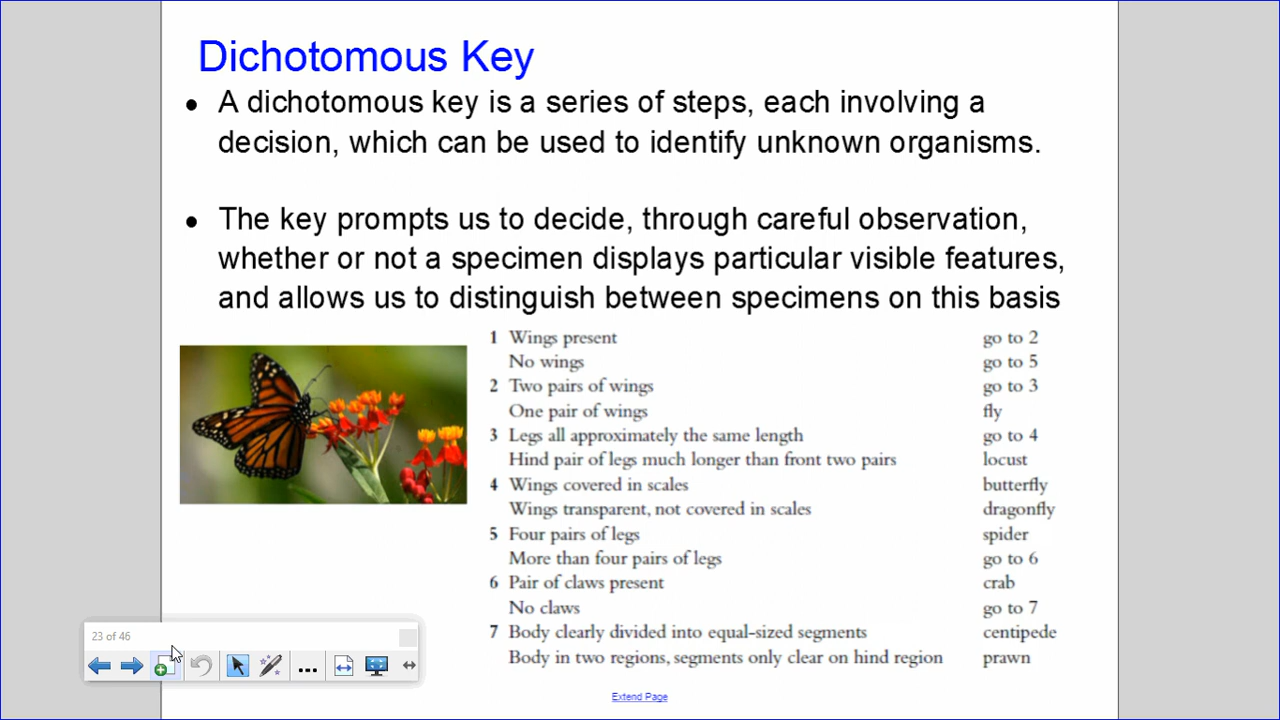 Dichotomous Key
• A dichotomous key is a series of steps, each involving a
decision, which can be used to identify unknown organisms.
• The key prompts us to decide, through careful observation,
whether or not a specimen displays particular visible features,
and allows us to distinguish between specimens on this basis
1 Wings present go to 2
No wings go to 5
2 Two pairs of wings go to 3
One pair of wings fly
3 Legs all approximately the same length go to 4
Hind pair of legs much longer than front two pairs locust
4 Wings covered in scales butterfly
Wings transparent, not covered in scales dragonfly
5 Four pairs of legs spider
More than four pairs of legs go to 6
6 Pair of claws present crab
No claws go to 7
7 Body clearly divided into equal-sized segments centipede
Body in two regions, segments only clear on hind region prawn
23 of 46
Extend Page